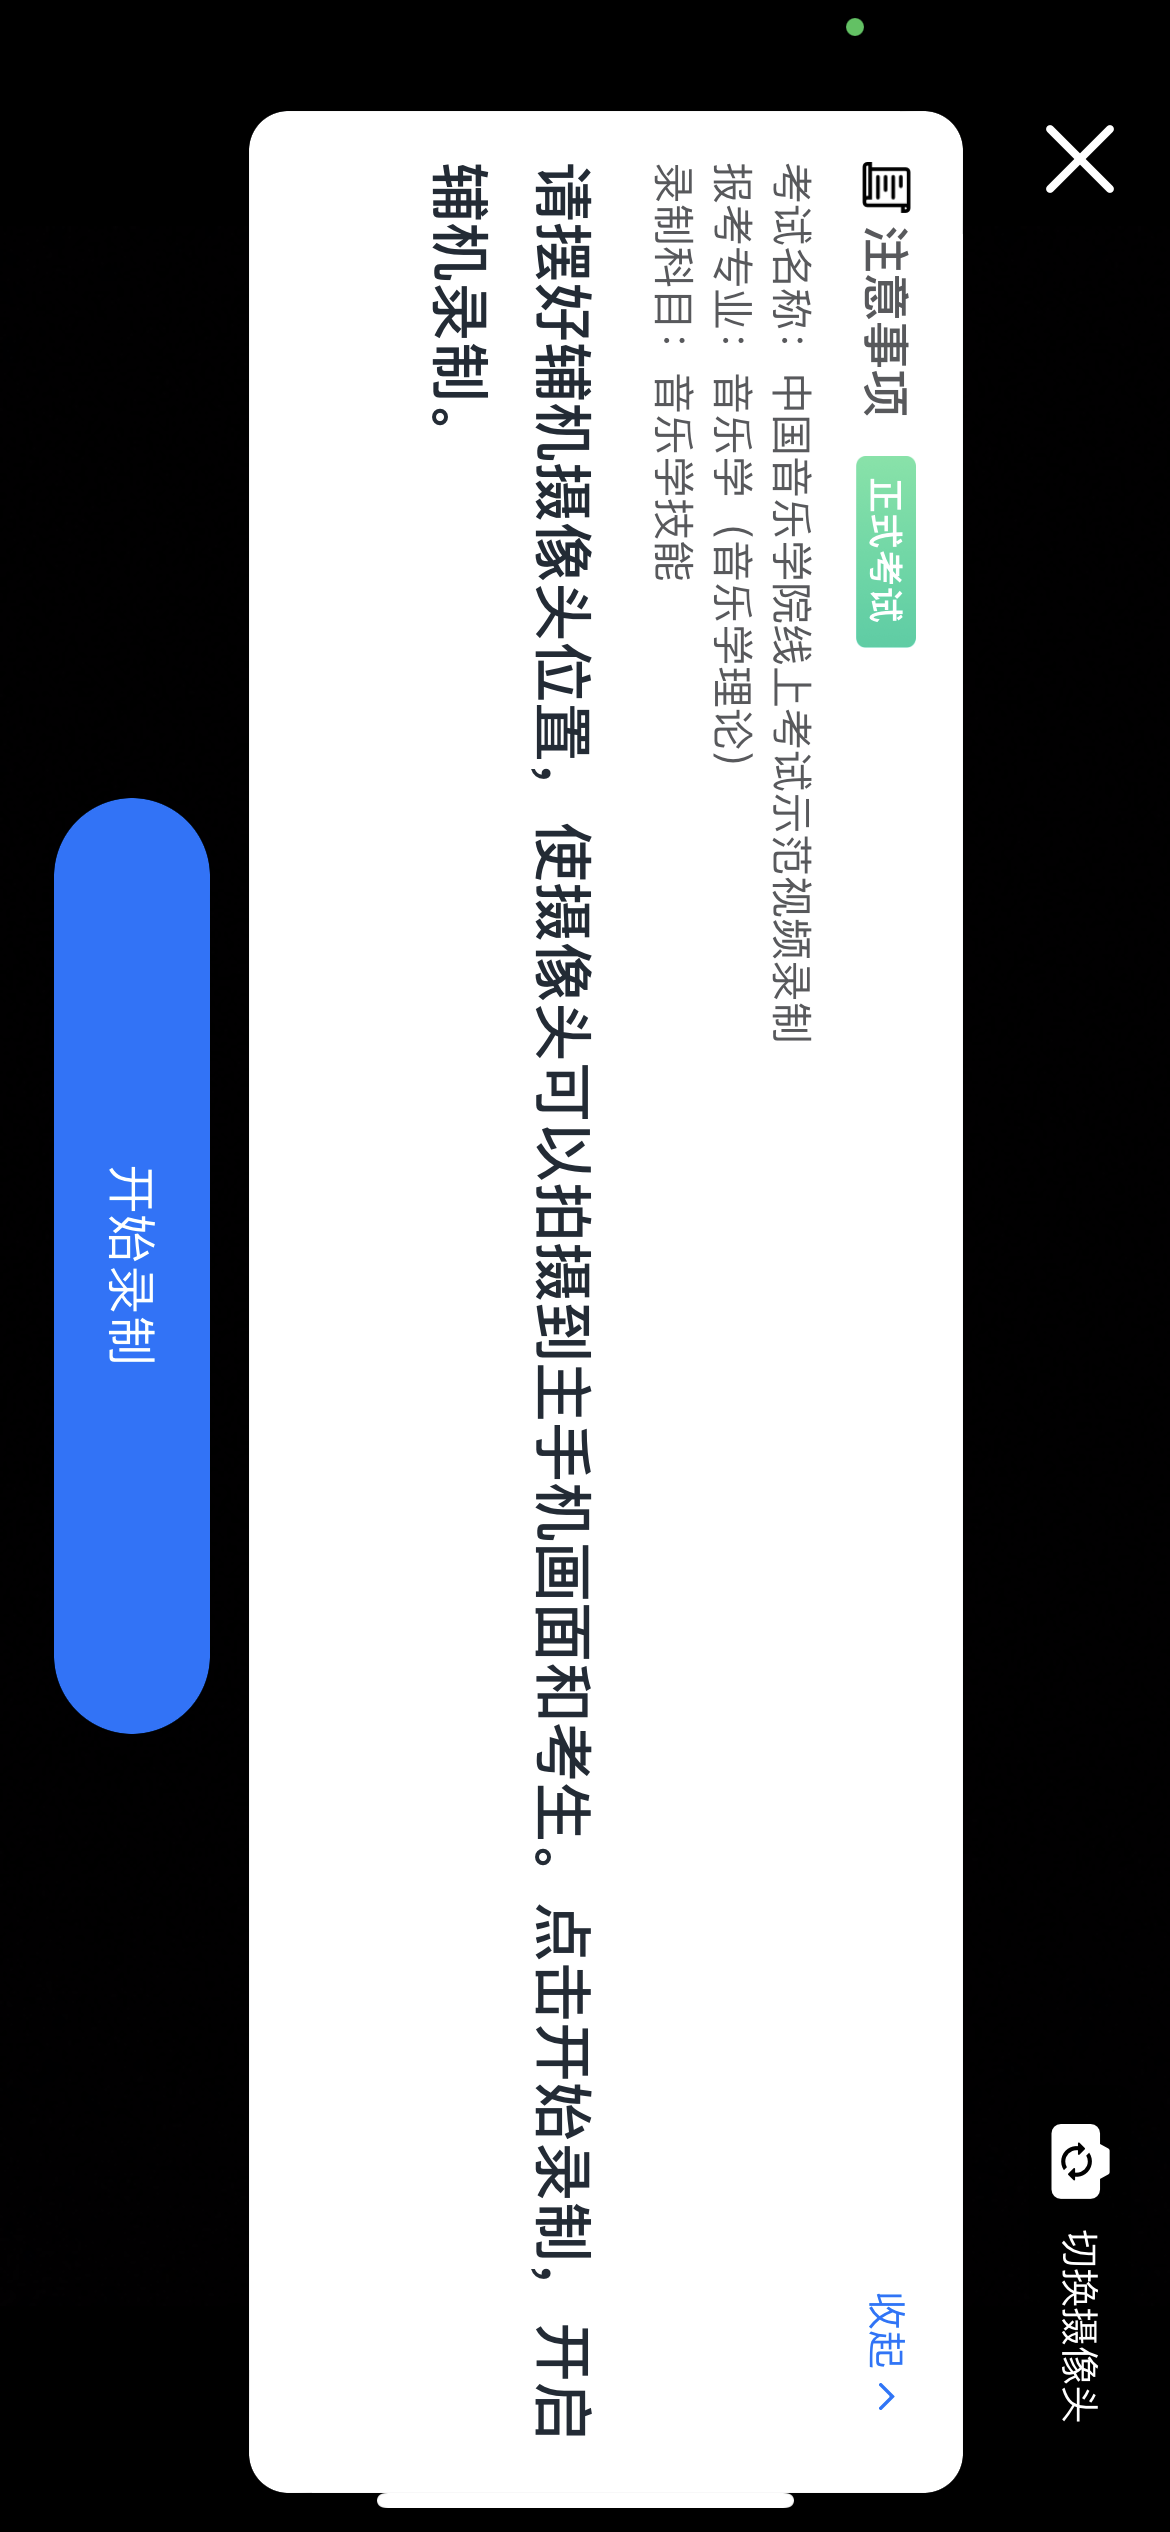 切换摄像头
注意事项 正式考试 收起
考试名称： 中国音乐学院线上考试示范视频录制
报考专业： 音乐学（音乐学理论）
录制科目： 音乐学技能
请摆好辅机摄像头位置，使摄像头可以拍摄到主手机画面和考生。点击开始录制，开启
辅机录制。
开始录制